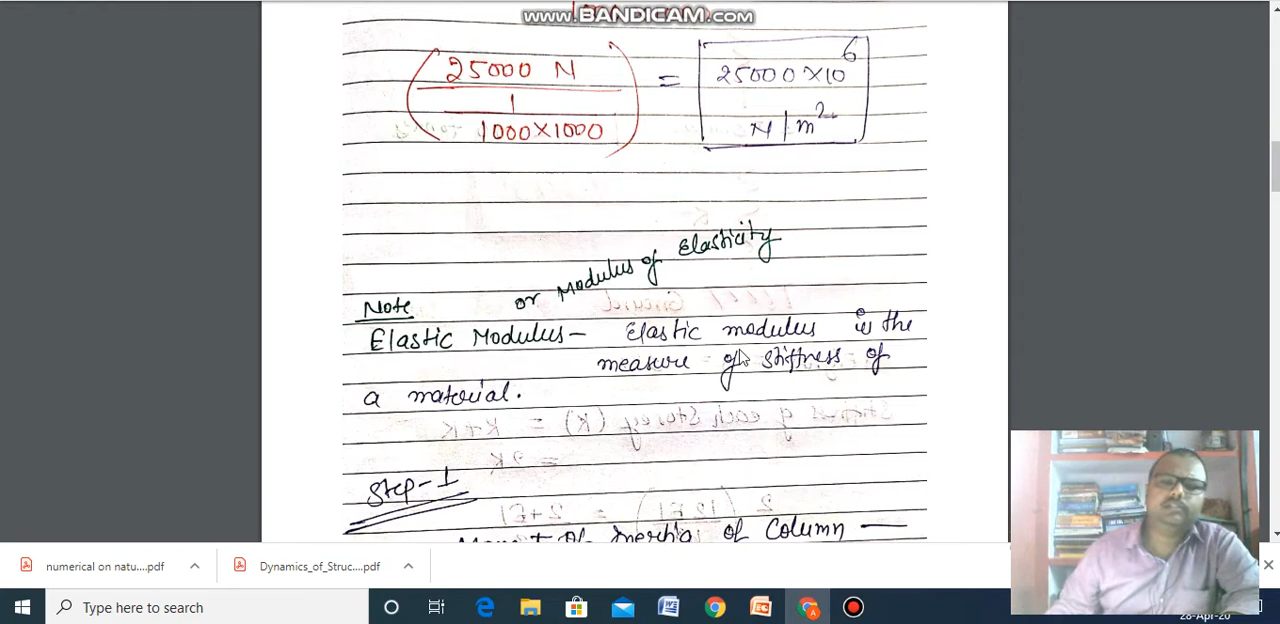 www.BANDICAM.com
25000 N
1
1000×1000
=
25000×10⁶
N/m²
or Modulus of Elasticity
Note
Elastic Modulus— Elastic modulus is the
measure of stiffness of
a material.
Step-1
Moment Of Inertia of Column —
numerical on natu....pdf
Dynamics_of_Struc....pdf
Type here to search
28-Apr-20